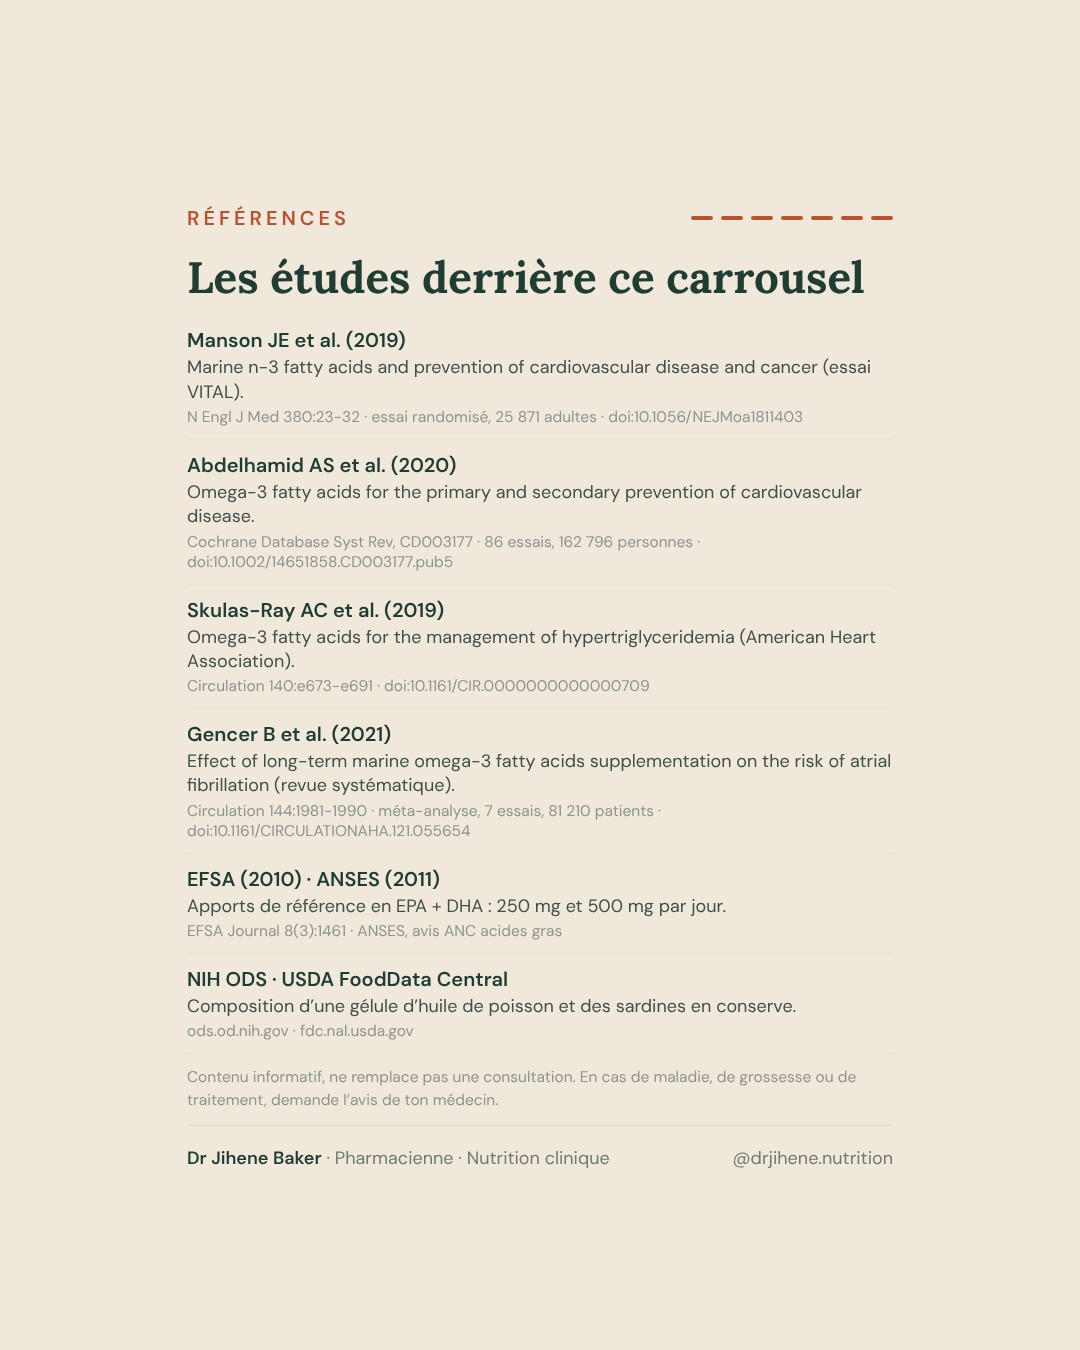 RÉFÉRENCES
Les études derrière ce carrousel
Manson JE et al. (2019)
Marine n-3 fatty acids and prevention of cardiovascular disease and cancer (essai
VITAL).
N Engl J Med 380:23-32 · essai randomisé, 25 871 adultes · doi:10.1056/NEJMoa1811403
Abdelhamid AS et al. (2020)
Omega-3 fatty acids for the primary and secondary prevention of cardiovascular
disease.
Cochrane Database Syst Rev, CD003177 · 86 essais, 162 796 personnes ·
doi:10.1002/14651858.CD003177.pub5
Skulas-Ray AC et al. (2019)
Omega-3 fatty acids for the management of hypertriglyceridemia (American Heart
Association).
Circulation 140:e673-e691 · doi:10.1161/CIR.0000000000000709
Gencer B et al. (2021)
Effect of long-term marine omega-3 fatty acids supplementation on the risk of atrial
fibrillation (revue systématique).
Circulation 144:1981-1990 · méta-analyse, 7 essais, 81 210 patients ·
doi:10.1161/CIRCULATIONAHA.121.055654
EFSA (2010) · ANSES (2011)
Apports de référence en EPA + DHA : 250 mg et 500 mg par jour.
EFSA Journal 8(3):1461 · ANSES, avis ANC acides gras
NIH ODS · USDA FoodData Central
Composition d’une gélule d’huile de poisson et des sardines en conserve.
ods.od.nih.gov · fdc.nal.usda.gov
Contenu informatif, ne remplace pas une consultation. En cas de maladie, de grossesse ou de
traitement, demande l’avis de ton médecin.
Dr Jihene Baker · Pharmacienne · Nutrition clinique @drjihene.nutrition